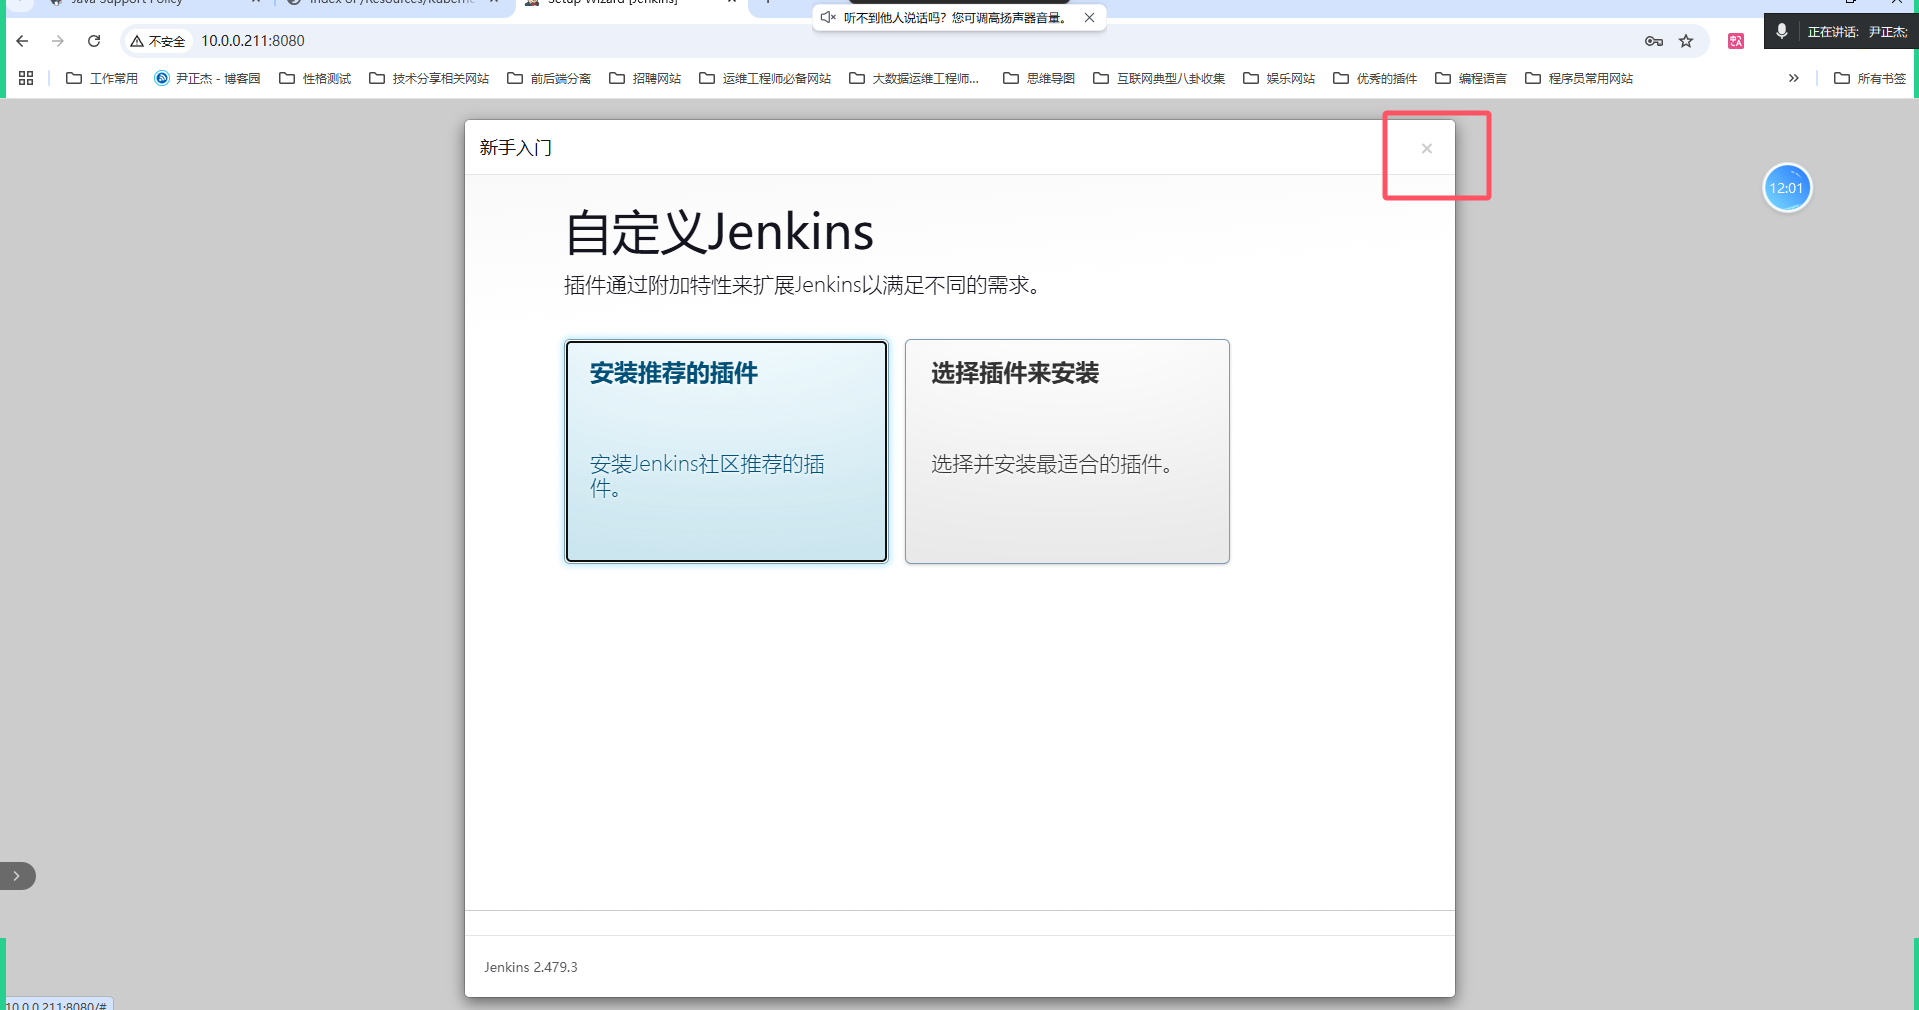 Java Support Policy
Setup Wizard [Jenkins]
听不到他人说话吗？您可调高扬声器音量。
不安全
10.0.0.211:8080
正在讲话: 尹正杰;
工作常用
尹正杰 - 博客园
性格测试
技术分享相关网站
前后端分离
招聘网站
运维工程师必备网站
大数据运维工程师...
思维导图
互联网典型八卦收集
娱乐网站
优秀的插件
编程语言
程序员常用网站
所有书签
新手入门
12:01
自定义Jenkins
插件通过附加特性来扩展Jenkins以满足不同的需求。
安装推荐的插件
安装Jenkins社区推荐的插
件。
选择插件来安装
选择并安装最适合的插件。
Jenkins 2.479.3
10.0.0.211:8080/#